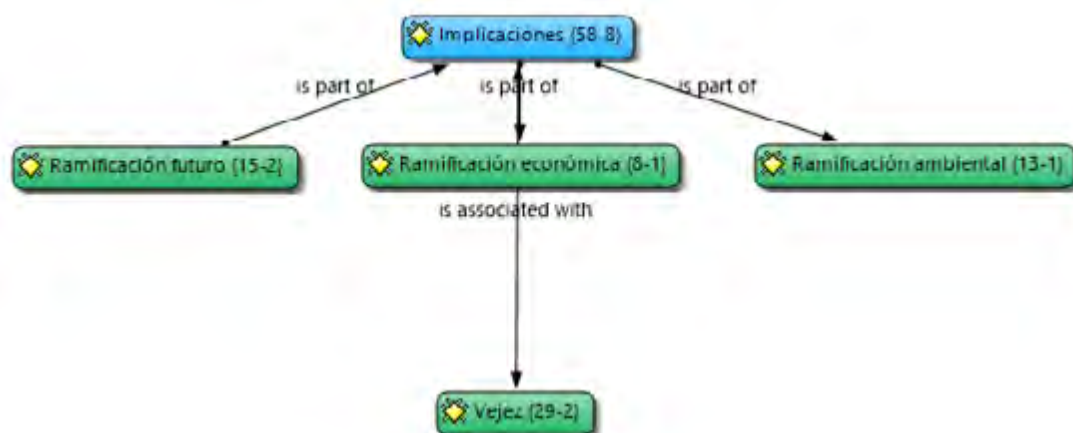 Implicaciones {58-8}
is part of
is part of
is part of
Ramificación futuro {15-2}
Ramificación económica {8-1}
Ramificación ambiental {13-1}
is associated with
Vejez {29-2}